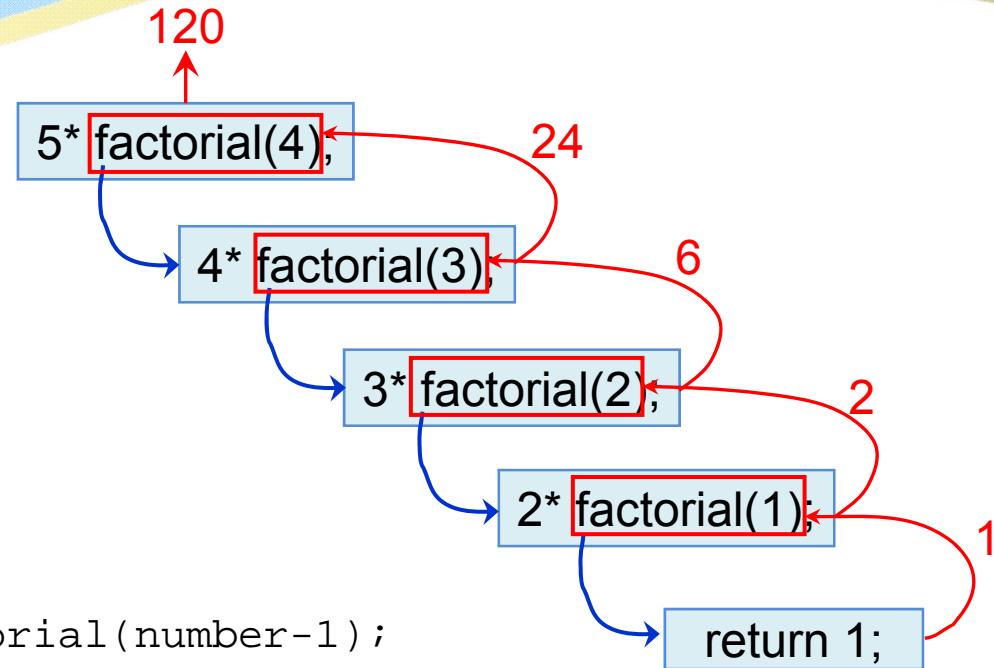 120
5* factorial(4);
24
4* factorial(3);
6
3* factorial(2);
2
2* factorial(1);
1
orial(number-1);
return 1;